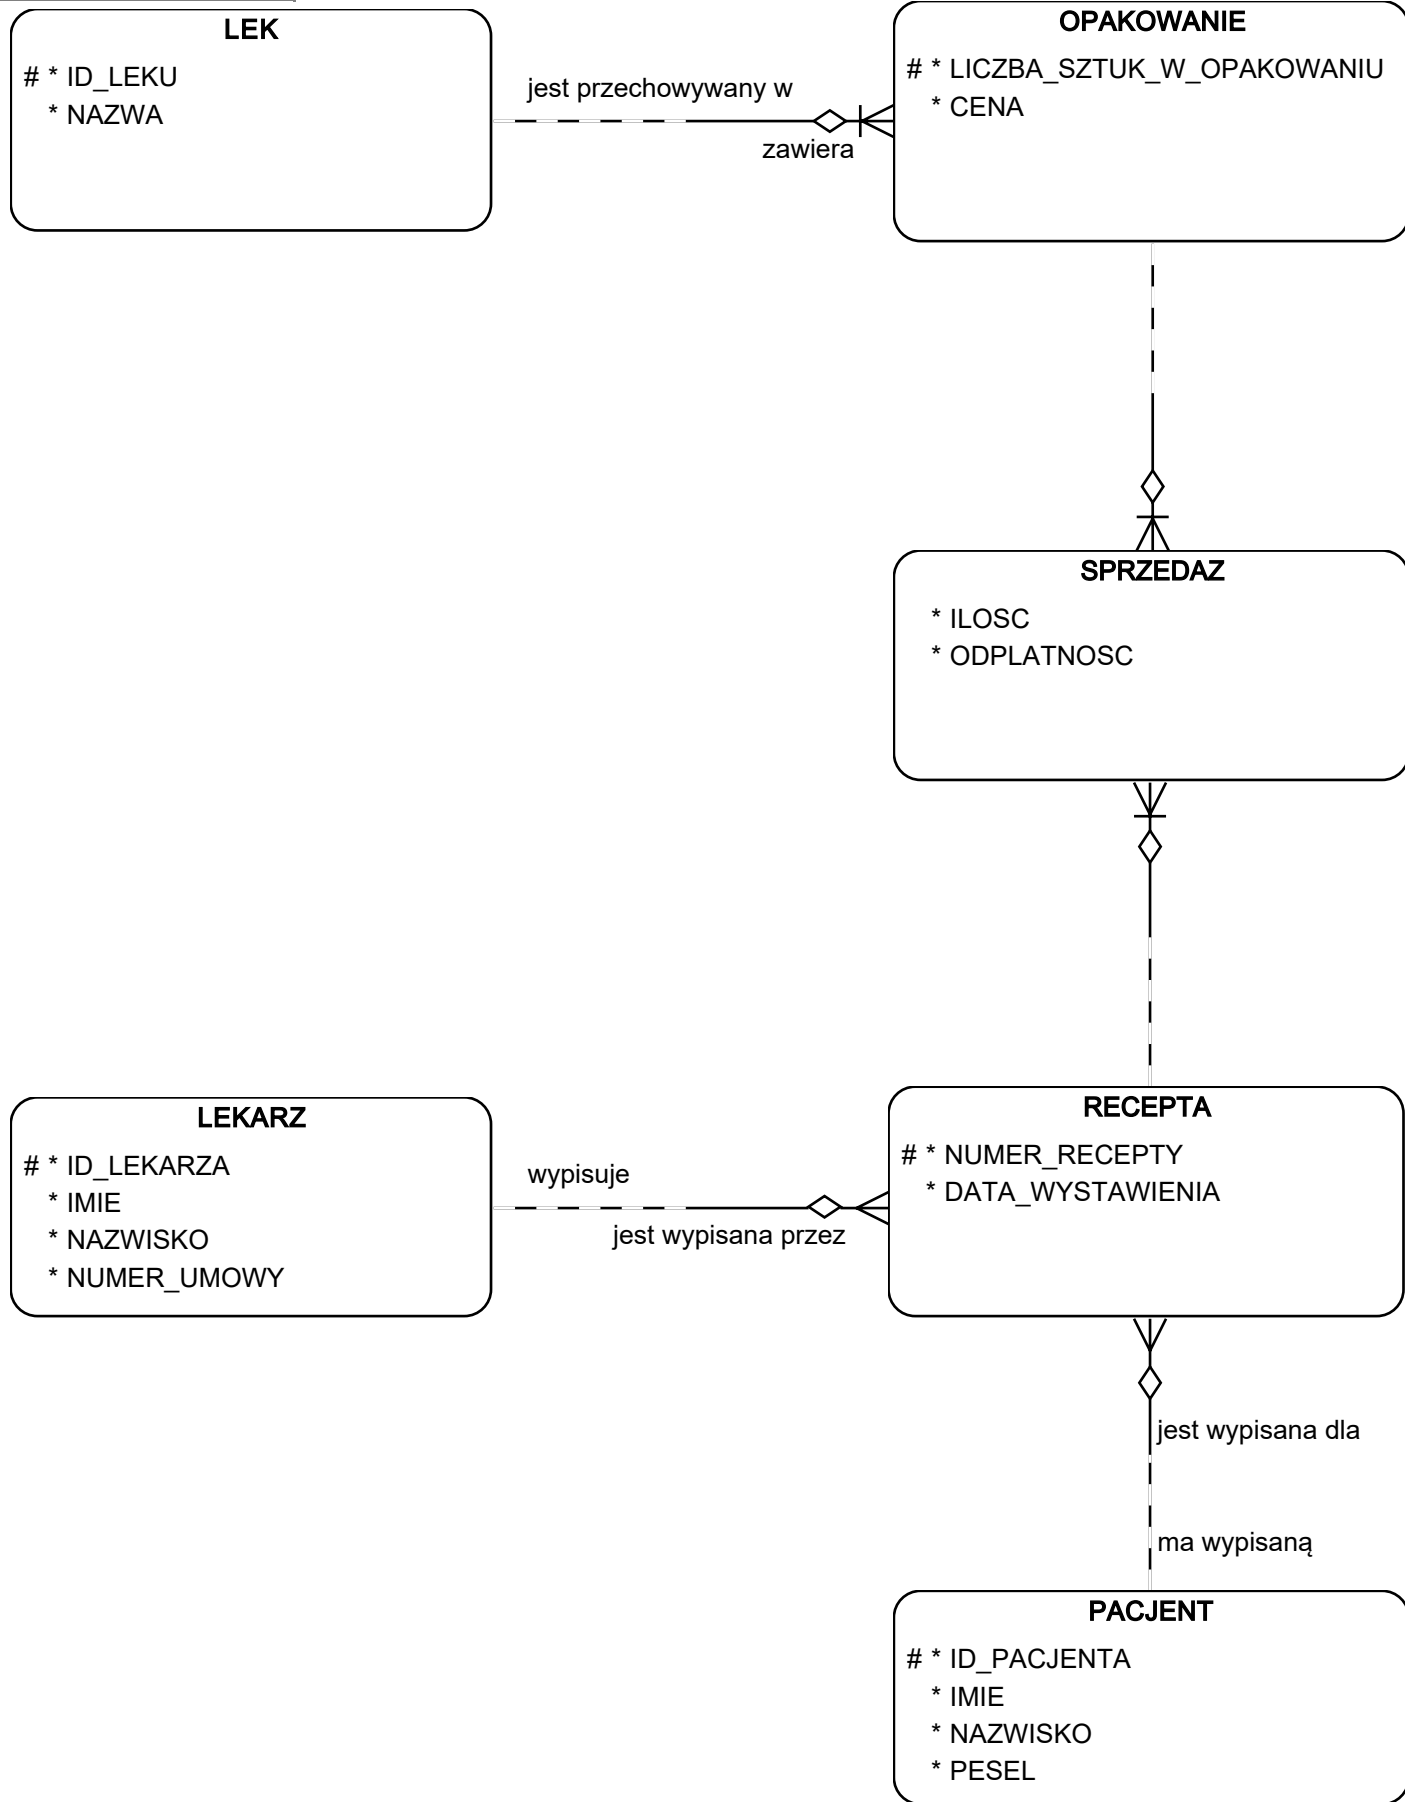 LEK
# * ID_LEKU
* NAZWA
jest przechowywany w
zawiera
OPAKOWANIE
# * LICZBA_SZTUK_W_OPAKOWANIU
* CENA
SPRZEDAZ
* ILOSC
* ODPLATNOSC
LEKARZ
# * ID_LEKARZA
* IMIE
* NAZWISKO
* NUMER_UMOWY
wypisuje
jest wypisana przez
RECEPTA
# * NUMER_RECEPTY
* DATA_WYSTAWIENIA
jest wypisana dla
ma wypisaną
PACJENT
# * ID_PACJENTA
* IMIE
* NAZWISKO
* PESEL